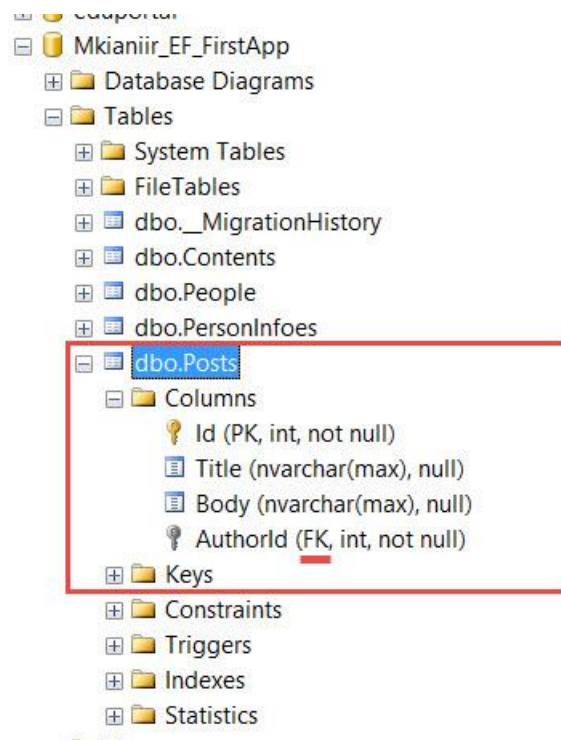 eduportal
Mkianiir_EF_FirstApp
Database Diagrams
Tables
System Tables
FileTables
dbo.__MigrationHistory
dbo.Contents
dbo.People
dbo.PersonInfoes
dbo.Posts
Columns
Id (PK, int, not null)
Title (nvarchar(max), null)
Body (nvarchar(max), null)
AuthorId (FK, int, not null)
Keys
Constraints
Triggers
Indexes
Statistics